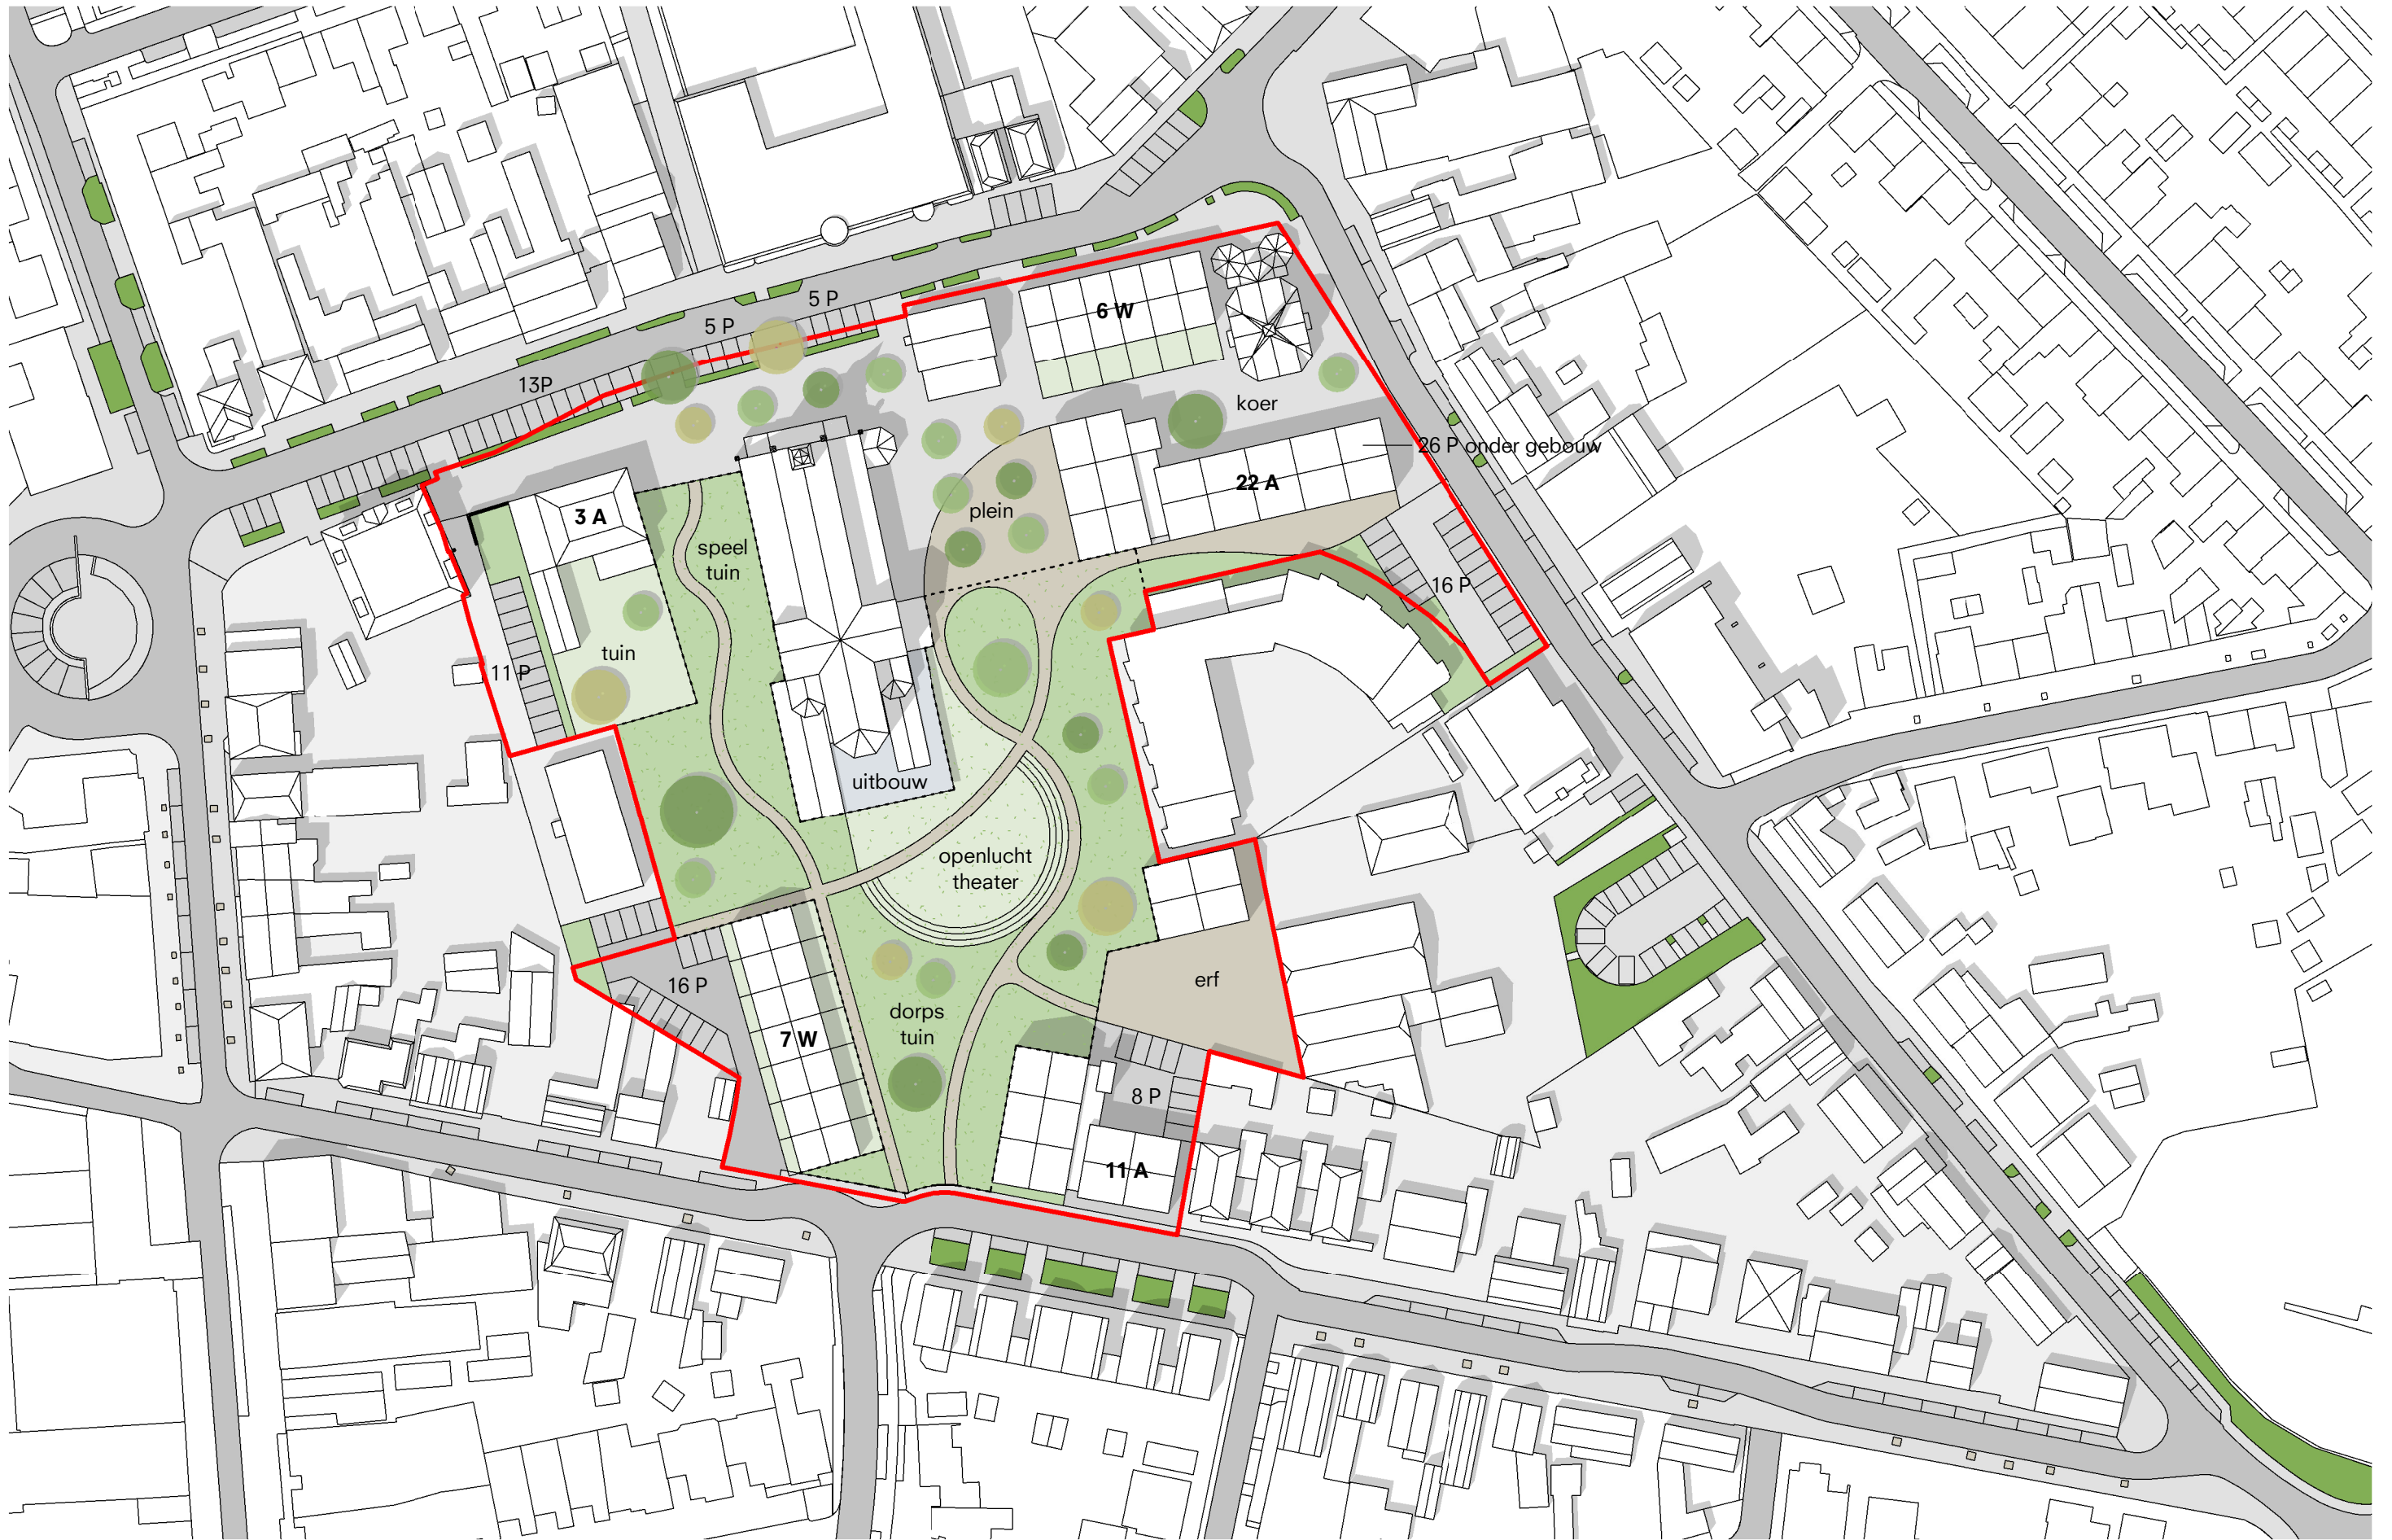 5 P
5 P
6 W
13P
koer
26 P onder gebouw
22 A
plein
3 A
speel
tuin
16 P
tuin
11 P
uitbouw
openlucht
theater
erf
16 P
dorps
tuin
7 W
8 P
11 A